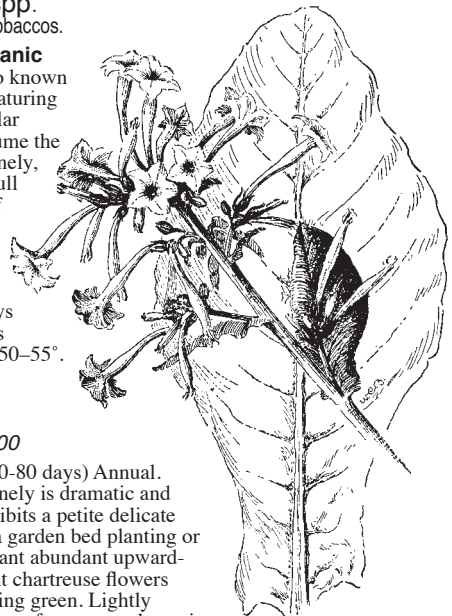 pp.
obaccos.
anic
o known
aturing
lar
ume the
nely,
ull
f
ys
s
50–55˚.
00
0-80 days) Annual.
nely is dramatic and
ibits a petite delicate
garden bed planting or
ant abundant upward-
t chartreuse flowers
ing green. Lightly